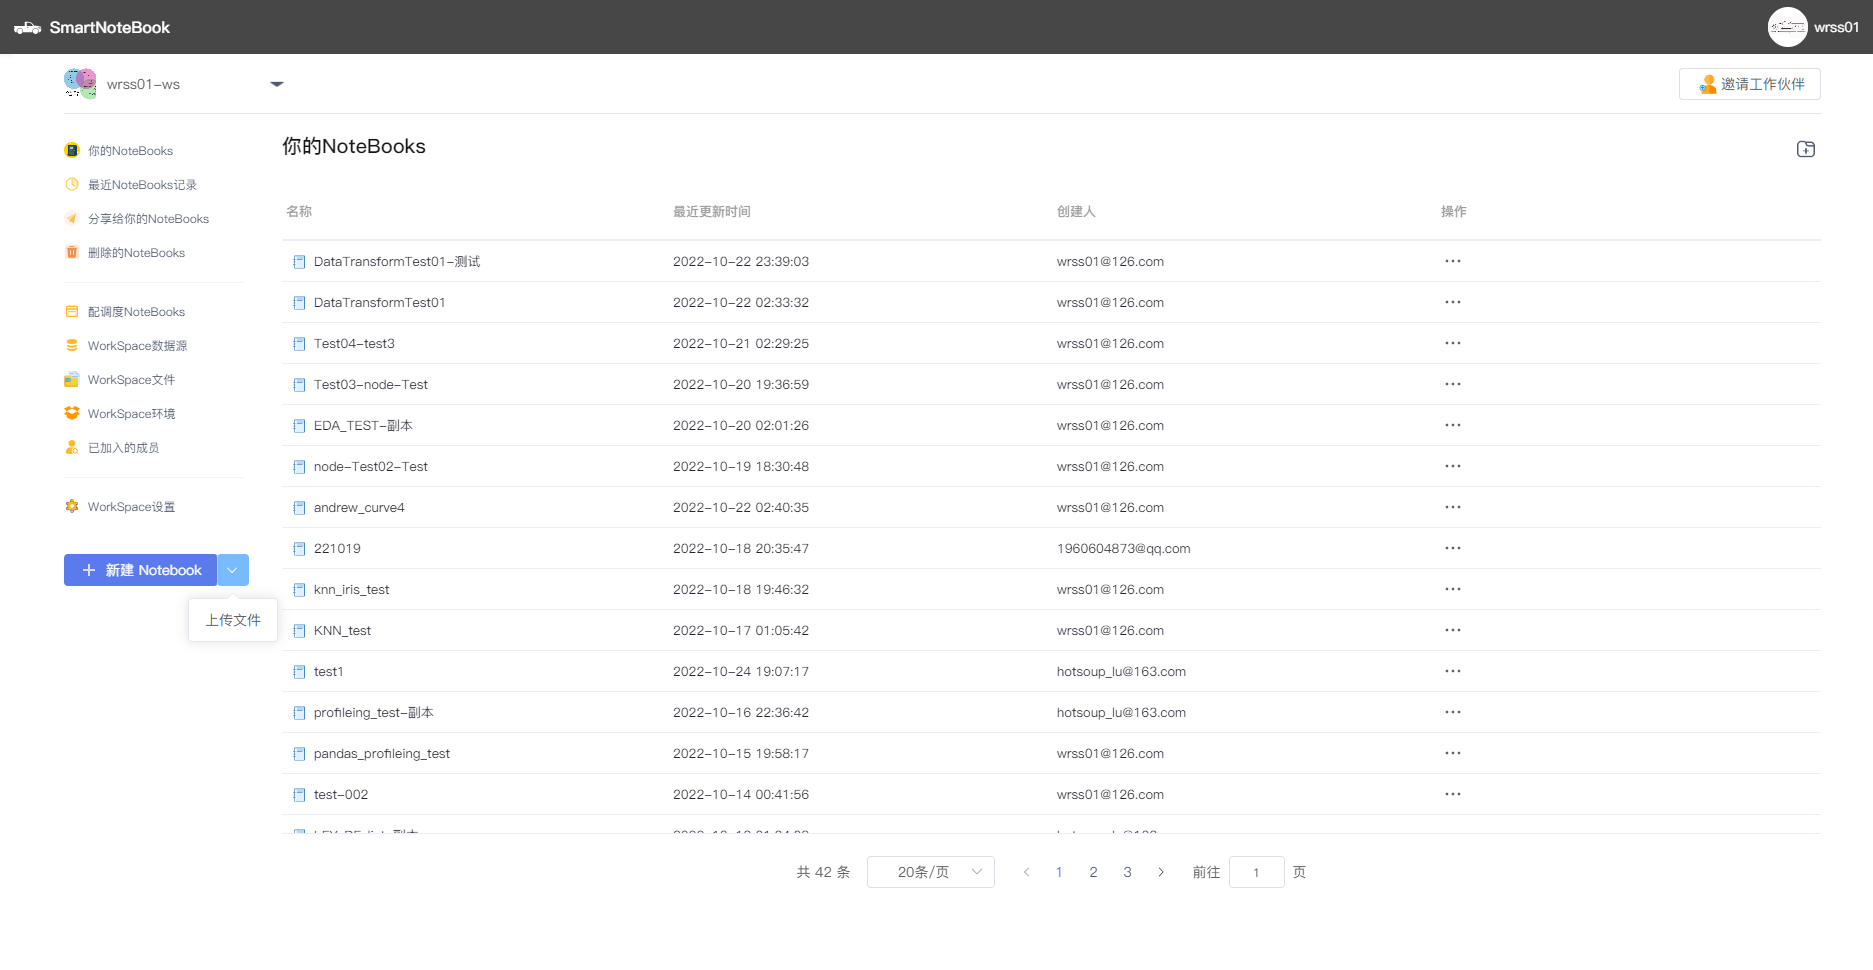 SmartNoteBook
wrss01
wrss01-ws
邀请工作伙伴
你的NoteBooks
最近NoteBooks记录
分享给你的NoteBooks
删除的NoteBooks
配调度NoteBooks
WorkSpace数据源
WorkSpace文件
WorkSpace环境
已加入的成员
WorkSpace设置
新建 Notebook
上传文件
你的NoteBooks
名称 最近更新时间 创建人 操作
DataTransformTest01-测试 2022-10-22 23:39:03 wrss01@126.com ···
DataTransformTest01 2022-10-22 02:33:32 wrss01@126.com ···
Test04-test3 2022-10-21 02:29:25 wrss01@126.com ···
Test03-node-Test 2022-10-20 19:36:59 wrss01@126.com ···
EDA_TEST-副本 2022-10-20 02:01:26 wrss01@126.com ···
node-Test02-Test 2022-10-19 18:30:48 wrss01@126.com ···
andrew_curve4 2022-10-22 02:40:35 wrss01@126.com ···
221019 2022-10-18 20:35:47 1960604873@qq.com ···
knn_iris_test 2022-10-18 19:46:32 wrss01@126.com ···
KNN_test 2022-10-17 01:05:42 wrss01@126.com ···
test1 2022-10-24 19:07:17 hotsoup_lu@163.com ···
profileing_test-副本 2022-10-16 22:36:42 hotsoup_lu@163.com ···
pandas_profileing_test 2022-10-15 19:58:17 wrss01@126.com ···
test-002 2022-10-14 00:41:56 wrss01@126.com ···
共 42 条 20条/页 < 1 2 3 > 前往 1 页